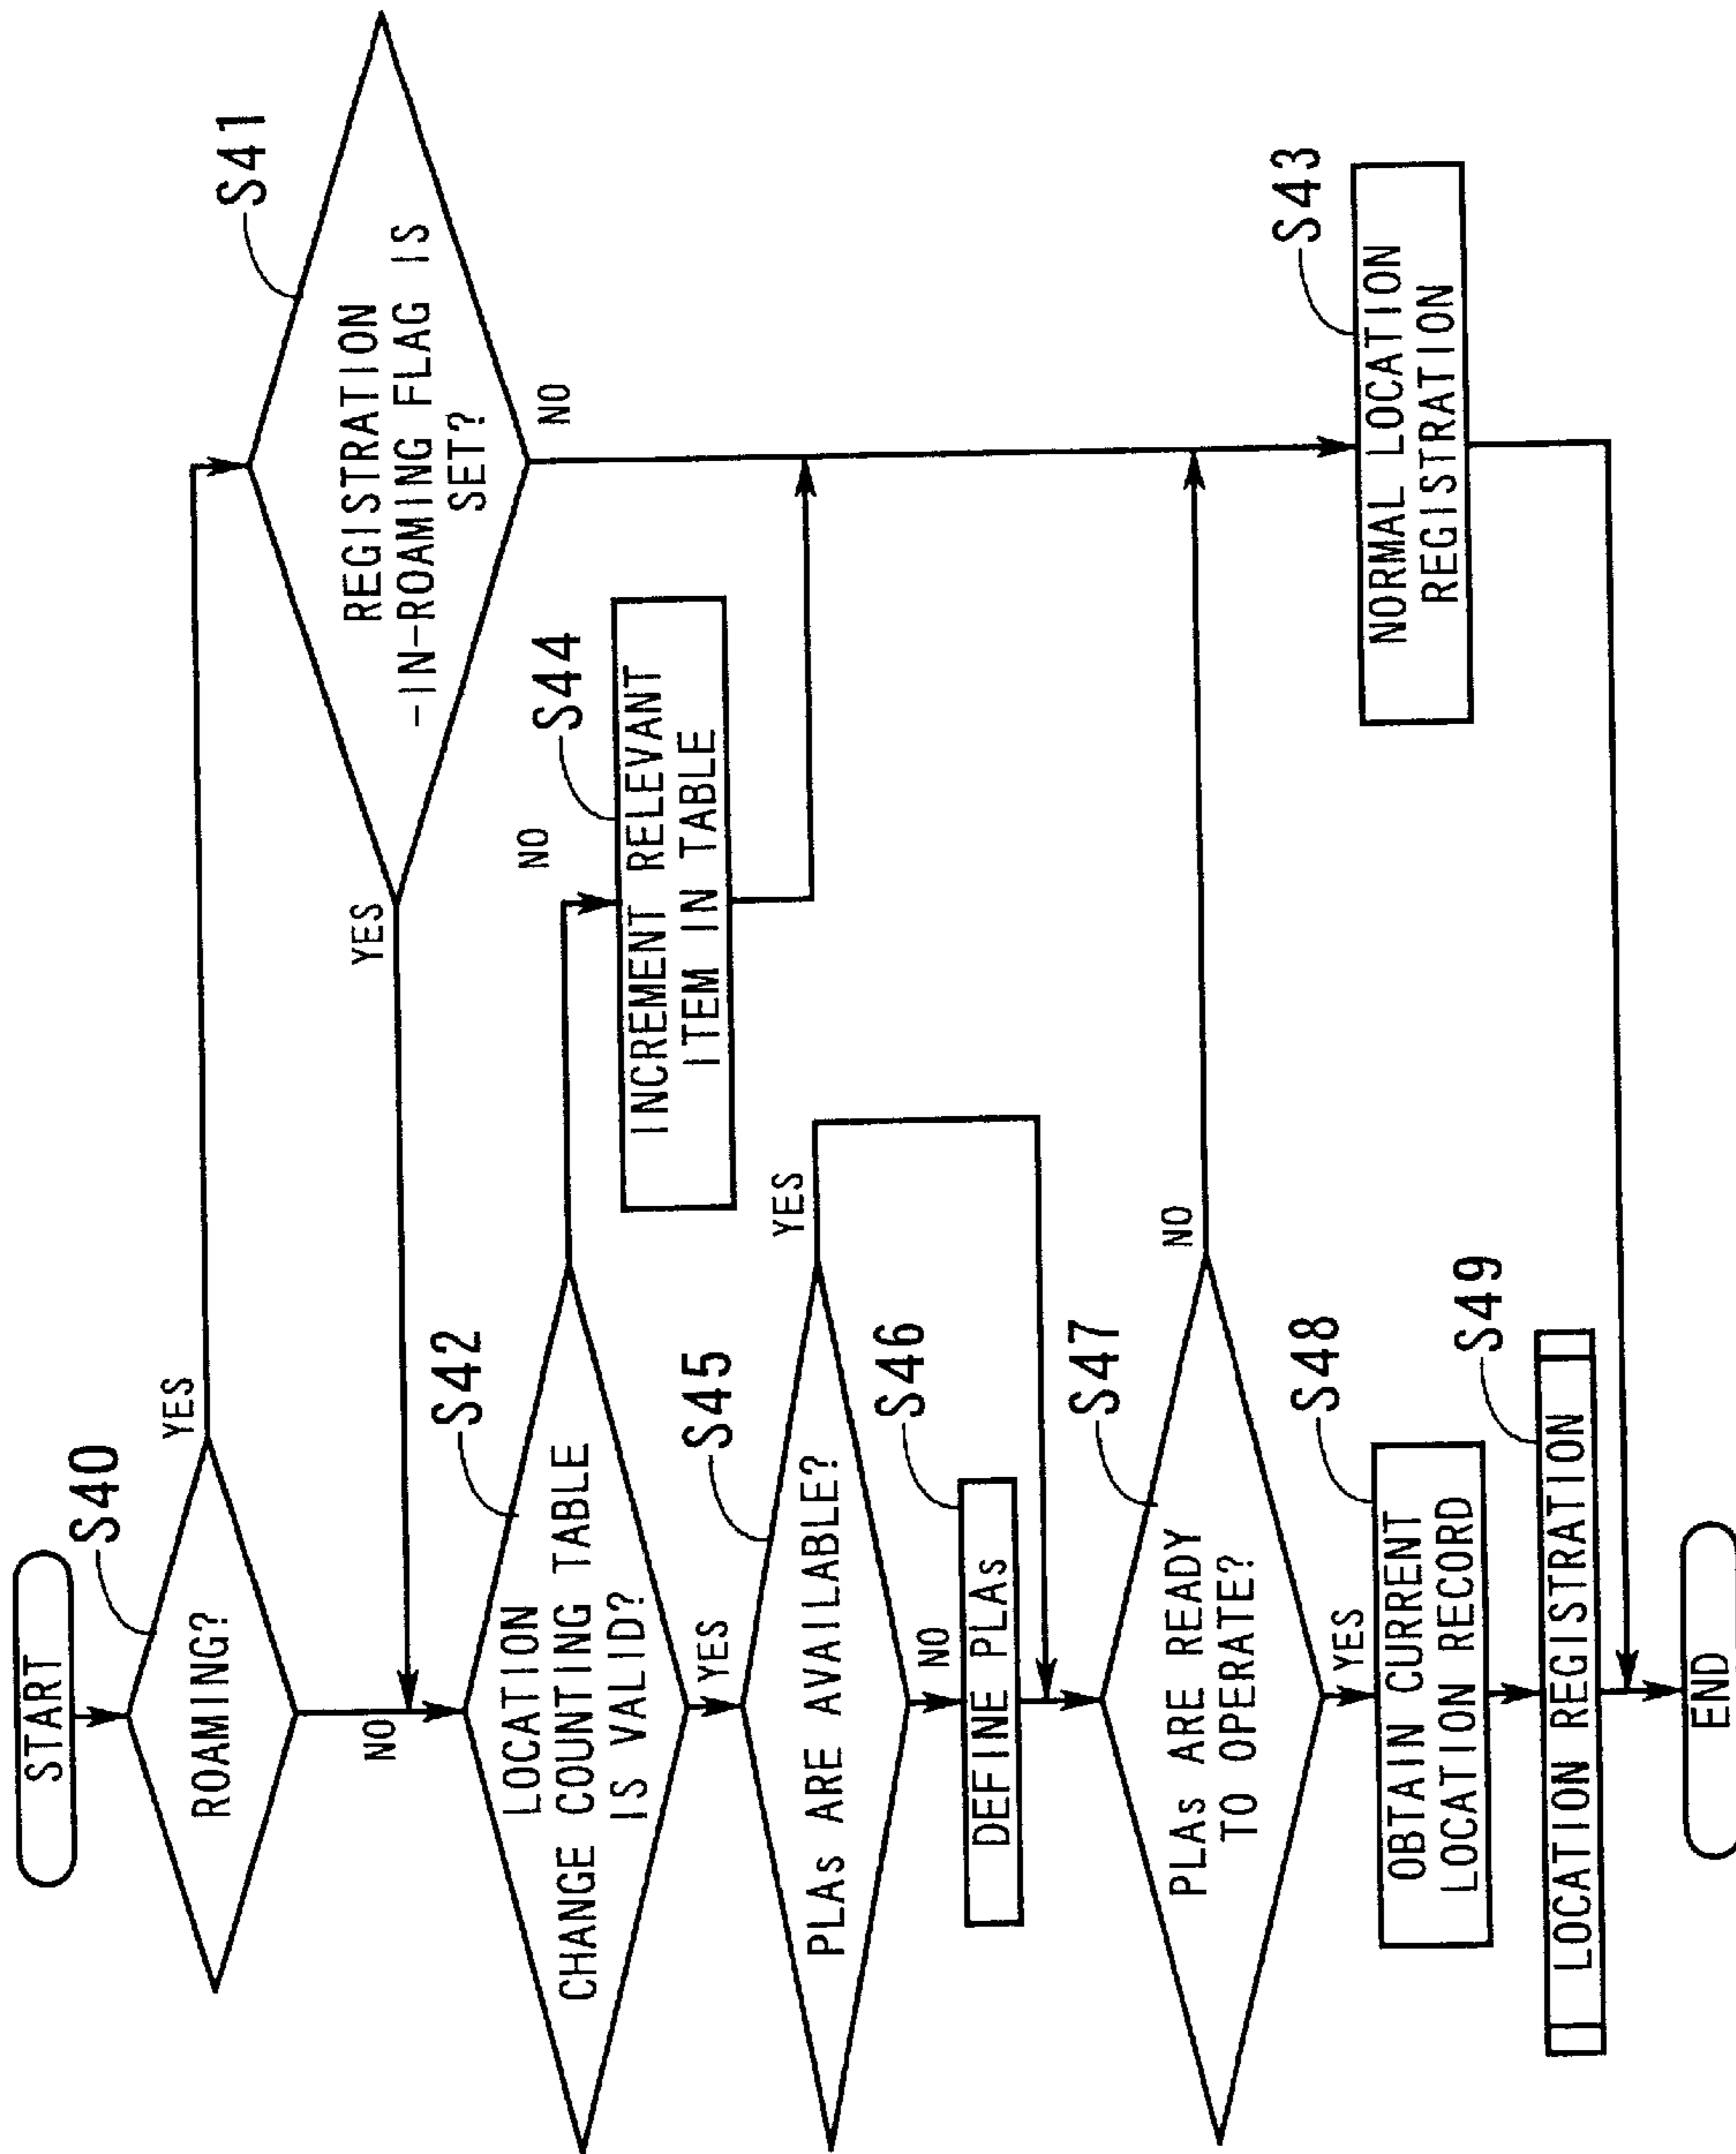 START
S40
ROAMING?
YES
NO
S41
REGISTRATION
-IN-ROAMING FLAG IS
SET?
YES
NO
S42
LOCATION
CHANGE COUNTING TABLE
IS VALID?
NO
YES
S44
INCREMENT RELEVANT
ITEM IN TABLE
S45
PLAs ARE AVAILABLE?
YES
NO
S46
DEFINE PLAs
S47
PLAs ARE READY
TO OPERATE?
NO
YES
S43
NORMAL LOCATION
REGISTRATION
S48
OBTAIN CURRENT
LOCATION RECORD
S49
LOCATION REGISTRATION
END